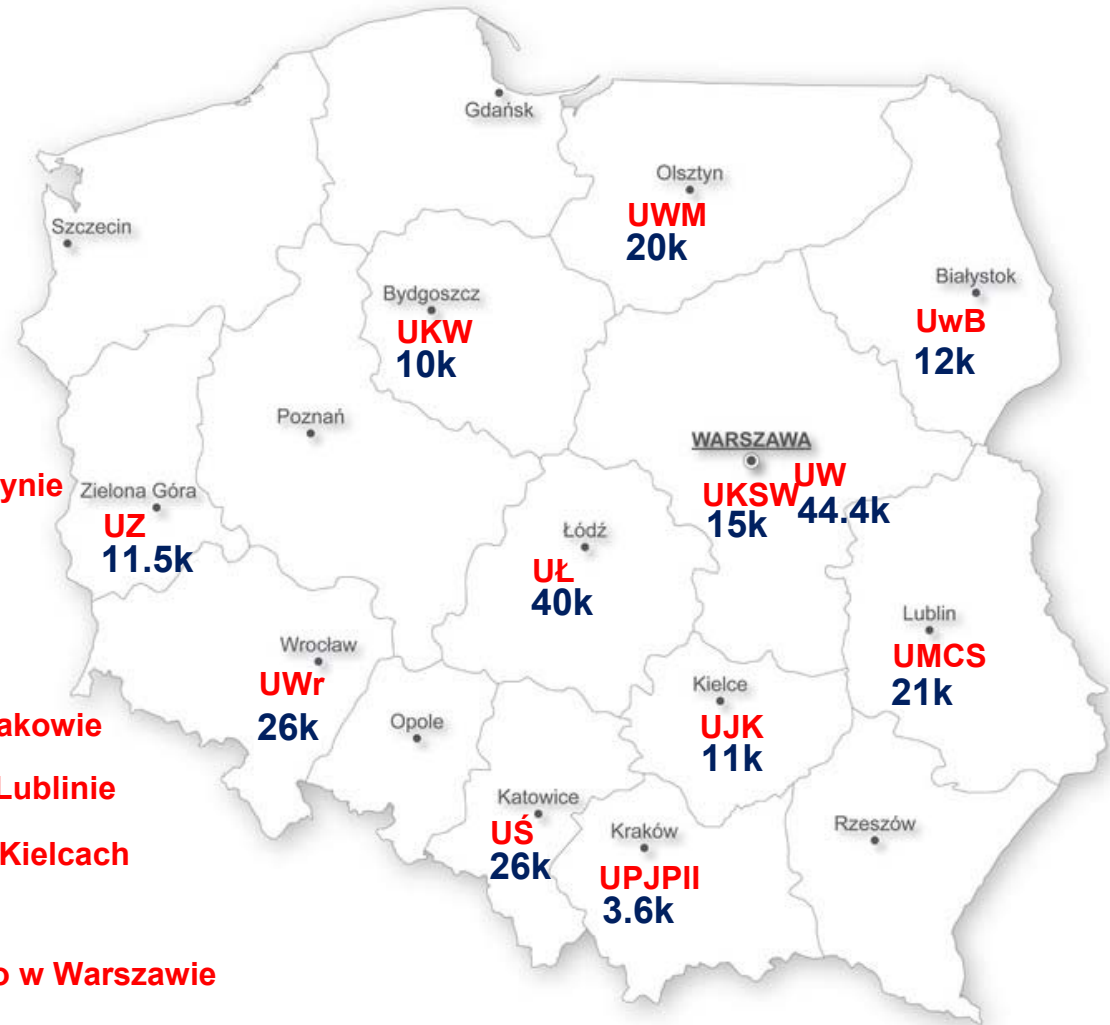 Gdańsk
Olsztyn
UWM
20k
Szczecin
Białystok
UwB
12k
Bydgoszcz
UKW
10k
Poznań
WARSZAWA
UKSW
15k
UW
44.4k
Zielona Góra
UZ
11.5k
Łódź
UŁ
40k
Lublin
UMCS
21k
Wrocław
UWr
26k
Opole
Kielce
UJK
11k
Katowice
UŚ
26k
Kraków
UPJPII
3.6k
Rzeszów
ynie
akowie
Lublinie
Kielcach
o w Warszawie